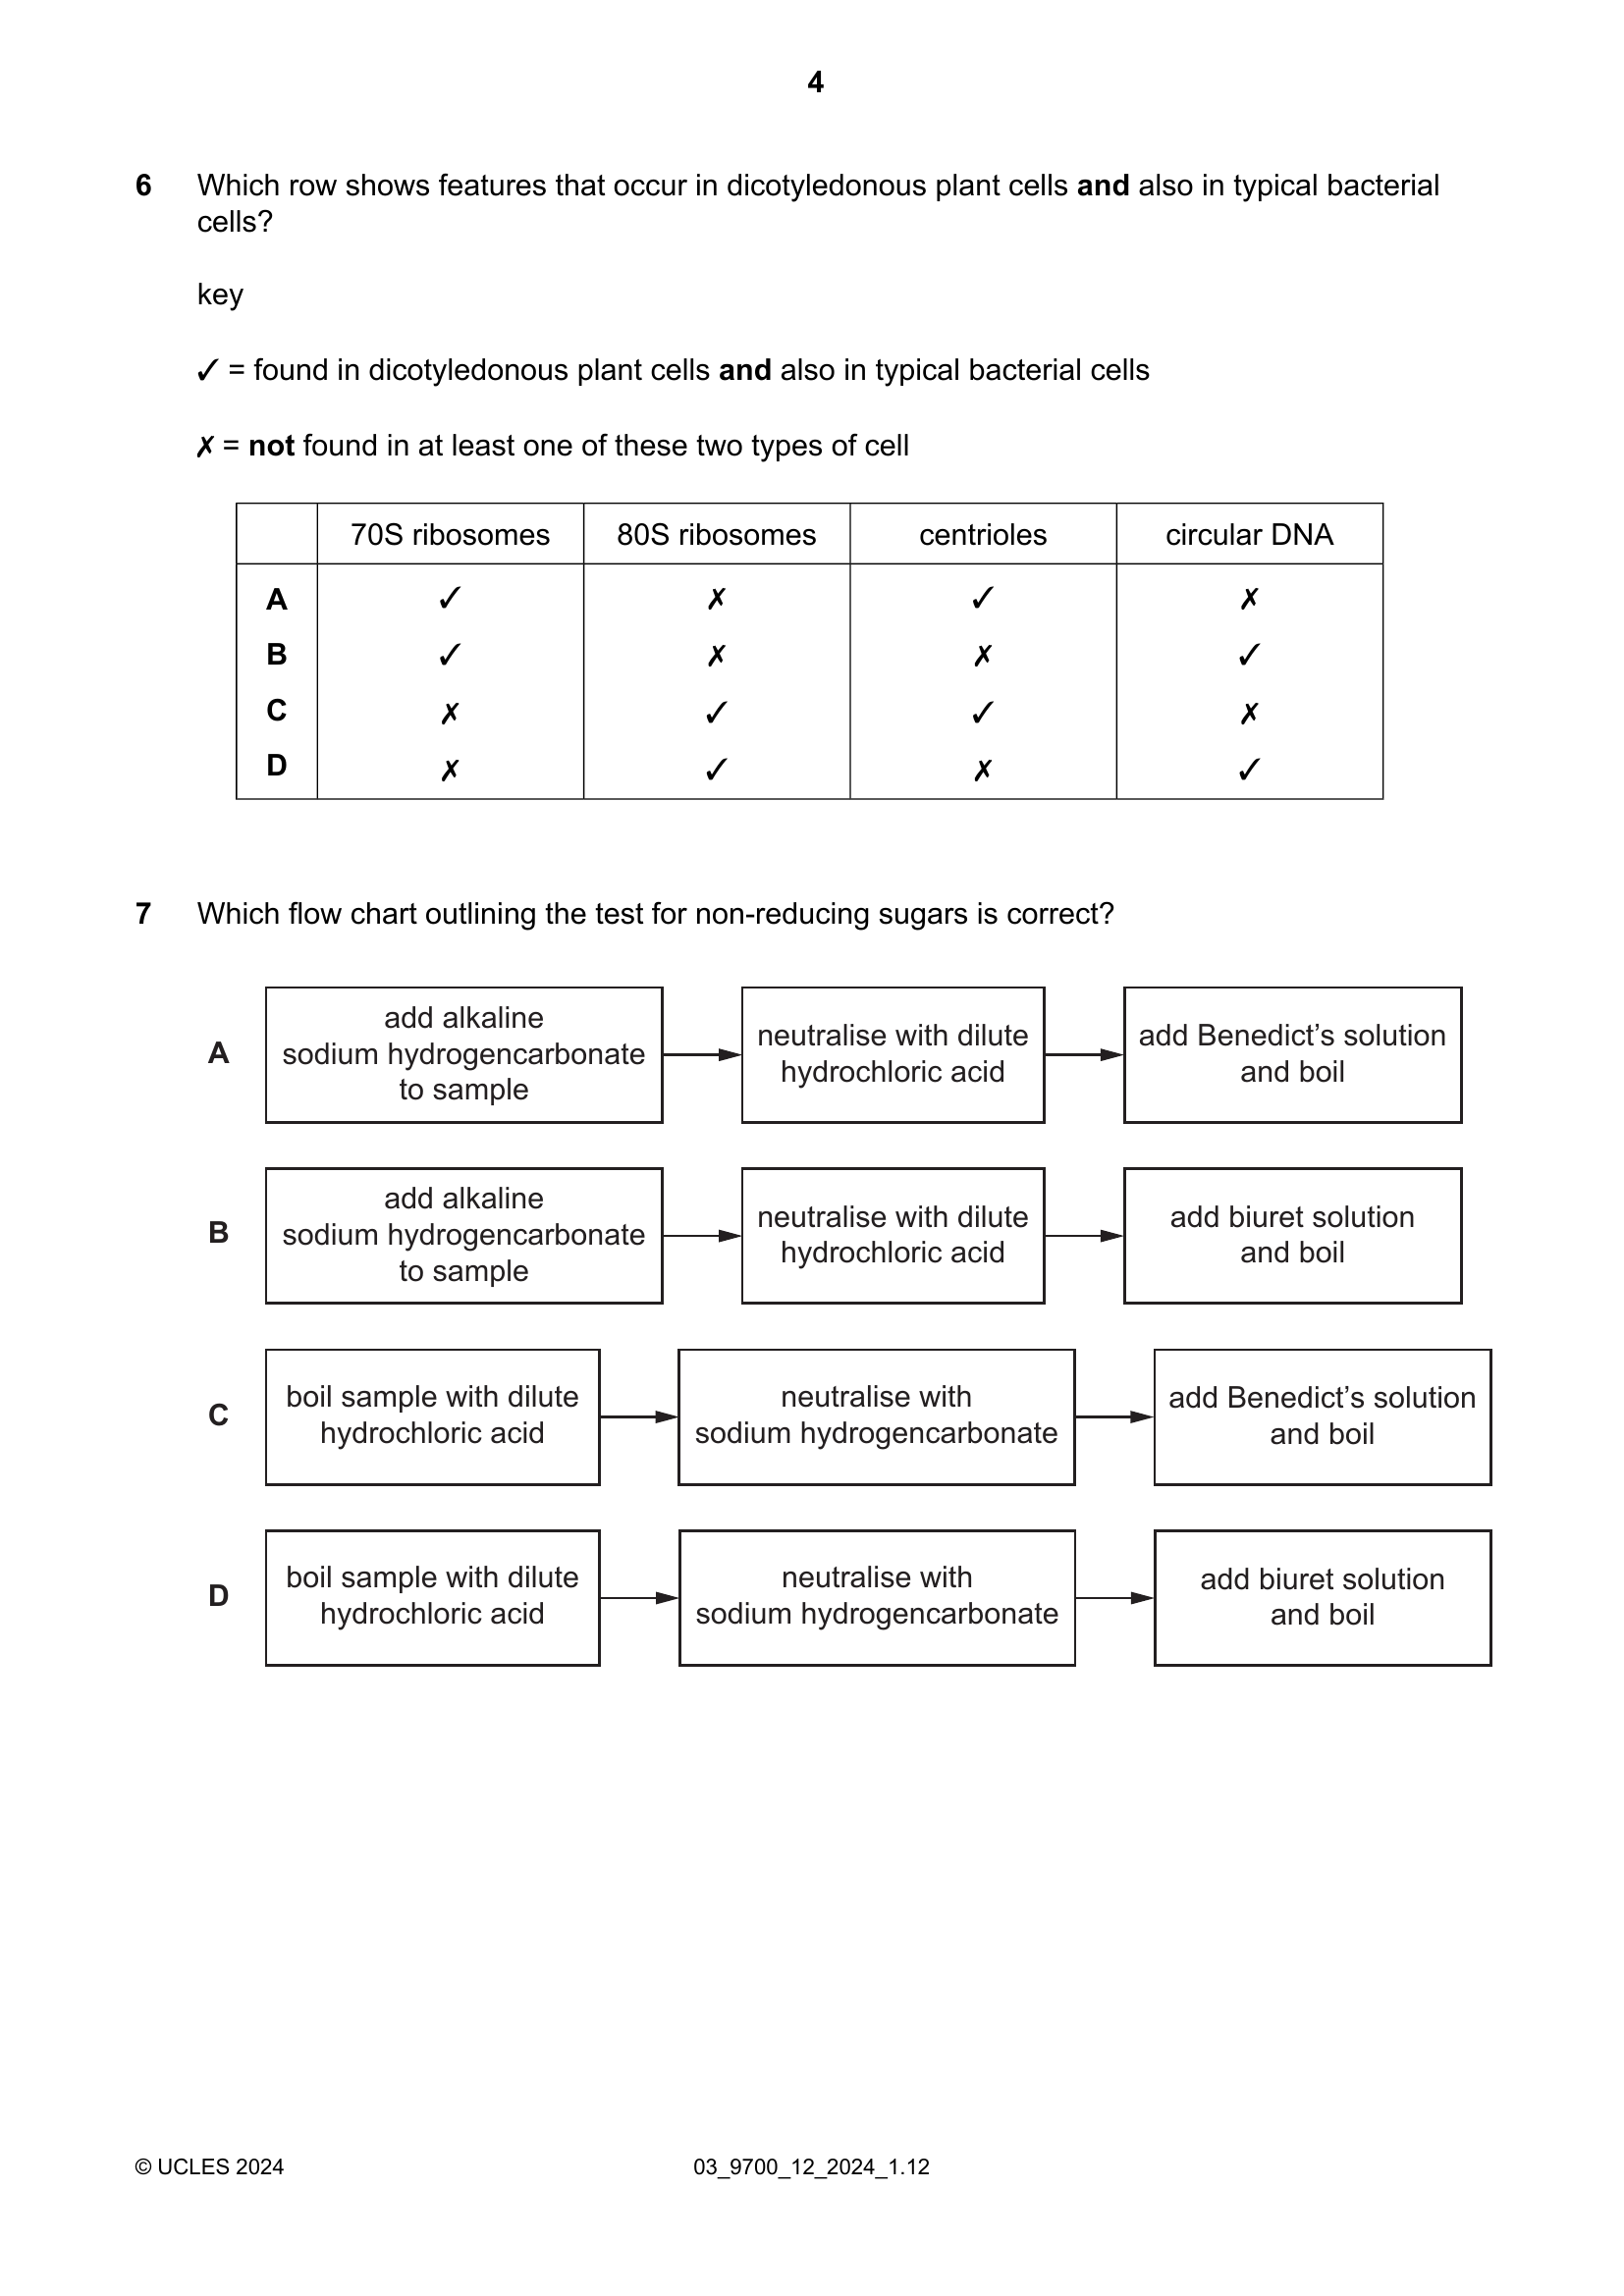 4
6 Which row shows features that occur in dicotyledonous plant cells and also in typical bacterial
cells?
key
✓ = found in dicotyledonous plant cells and also in typical bacterial cells
✗ = not found in at least one of these two types of cell
70S ribosomes 80S ribosomes centrioles circular DNA
A ✓ ✗ ✓ ✗
B ✓ ✗ ✗ ✓
C ✗ ✓ ✓ ✗
D ✗ ✓ ✗ ✓
7 Which flow chart outlining the test for non-reducing sugars is correct?
A
add alkaline
sodium hydrogencarbonate
to sample
neutralise with dilute
hydrochloric acid
add Benedict’s solution
and boil
B
add alkaline
sodium hydrogencarbonate
to sample
neutralise with dilute
hydrochloric acid
add biuret solution
and boil
C
boil sample with dilute
hydrochloric acid
neutralise with
sodium hydrogencarbonate
add Benedict’s solution
and boil
D
boil sample with dilute
hydrochloric acid
neutralise with
sodium hydrogencarbonate
add biuret solution
and boil
© UCLES 2024 03_9700_12_2024_1.12